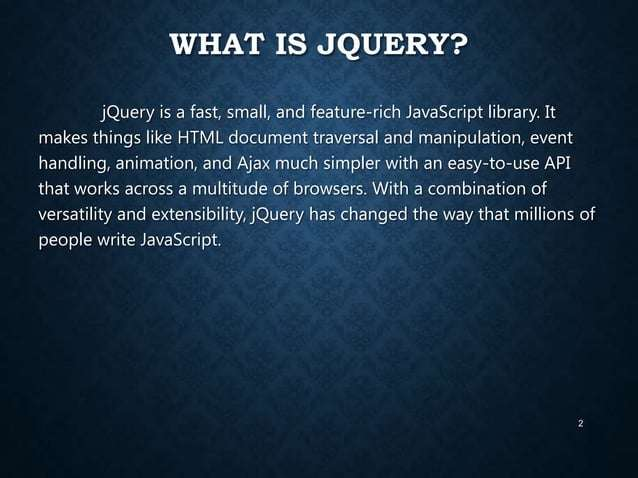 WHAT IS JQUERY?
jQuery is a fast, small, and feature-rich JavaScript library. It
makes things like HTML document traversal and manipulation, event
handling, animation, and Ajax much simpler with an easy-to-use API
that works across a multitude of browsers. With a combination of
versatility and extensibility, jQuery has changed the way that millions of
people write JavaScript.
2